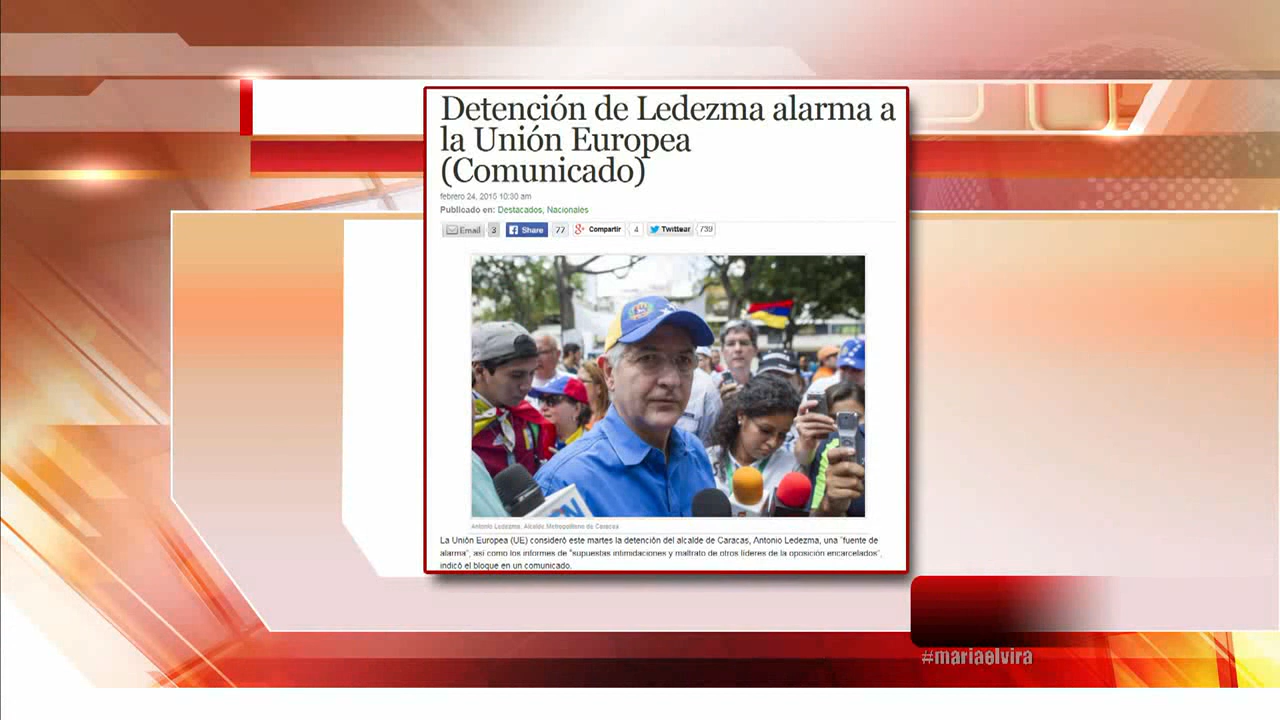 Detención de Ledezma alarma a
la Unión Europea
(Comunicado)
febrero 24, 2015 10:30 am
Publicado en: Destacados, Nacionales
Email 3 Share 77 Compartir 4 Twittear 739
Antonio Ledezma, Alcalde Metropolitano de Caracas
La Unión Europea (UE) consideró este martes la detención del alcalde de Caracas, Antonio Ledezma, una "fuente de
alarma", así como los informes de "supuestas intimidaciones y maltrato de otros líderes de la oposición encarcelados",
indicó el bloque en un comunicado.
#mariaelvira